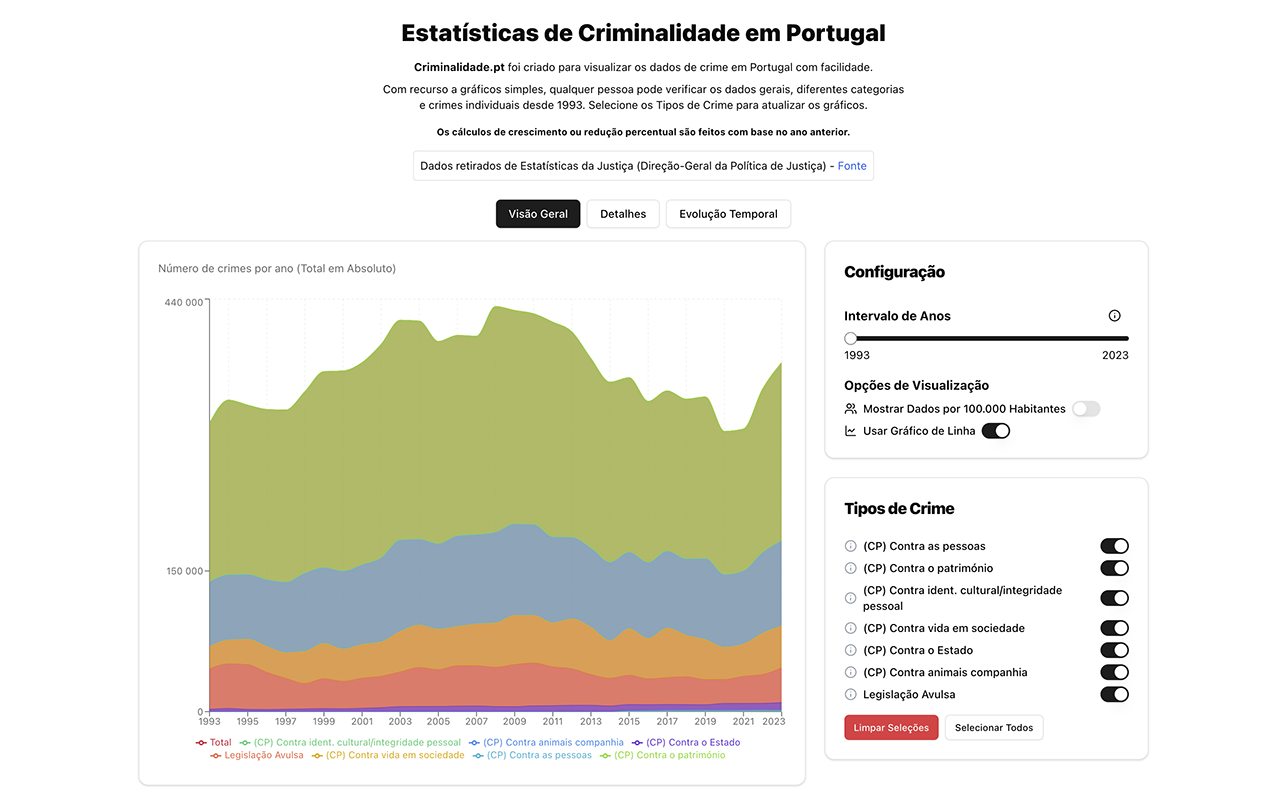 Estatísticas de Criminalidade em Portugal
Criminalidade.pt foi criado para visualizar os dados de crime em Portugal com facilidade.
Com recurso a gráficos simples, qualquer pessoa pode verificar os dados gerais, diferentes categorias
e crimes individuais desde 1993. Selecione os Tipos de Crime para atualizar os gráficos.
Os cálculos de crescimento ou redução percentual são feitos com base no ano anterior.
Dados retirados de Estatísticas da Justiça (Direção-Geral da Política de Justiça) - Fonte
Visão Geral
Detalhes
Evolução Temporal
Número de crimes por ano (Total em Absoluto)
440 000
150 000
0
1993 1995 1997 1999 2001 2003 2005 2007 2009 2011 2013 2015 2017 2019 2021 2023
Total (CP) Contra ident. cultural/integridade pessoal (CP) Contra animais companhia (CP) Contra o Estado
Legislação Avulsa (CP) Contra vida em sociedade (CP) Contra as pessoas (CP) Contra o património
Configuração
Intervalo de Anos
1993 2023
Opções de Visualização
Mostrar Dados por 100.000 Habitantes
Usar Gráfico de Linha
Tipos de Crime
(CP) Contra as pessoas
(CP) Contra o património
(CP) Contra ident. cultural/integridade
pessoal
(CP) Contra vida em sociedade
(CP) Contra o Estado
(CP) Contra animais companhia
Legislação Avulsa
Limpar Seleções
Selecionar Todos